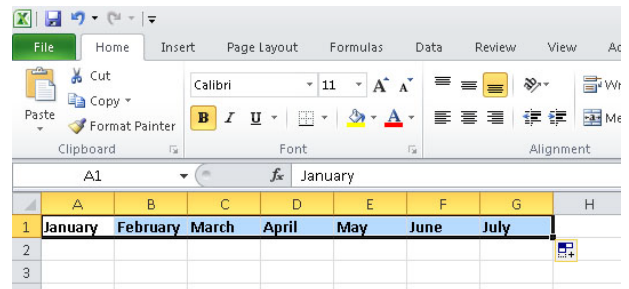 File Home Insert Page Layout Formulas Data Review View
Cut
Copy
Paste
Format Painter
Calibri 11 A A
B I U A
Clipboard Font Alignment
A1 fx January
A B C D E F G H
1 January February March April May June July
2
3